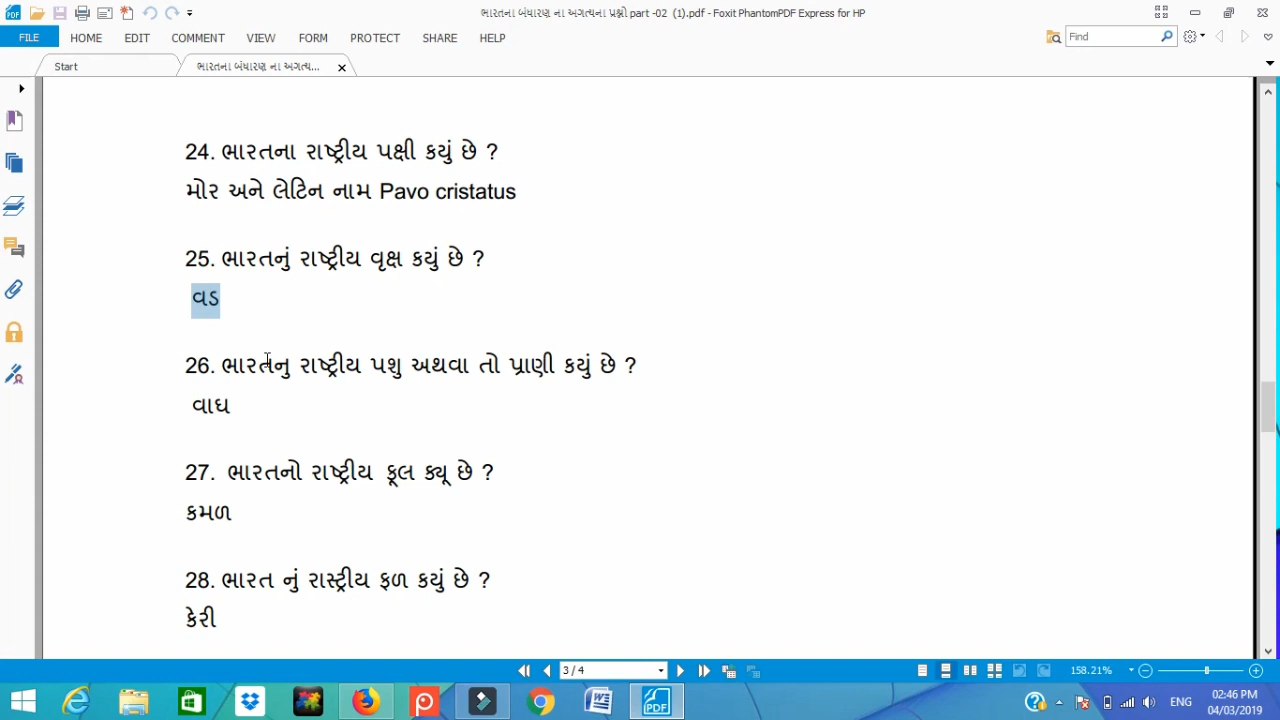 ભારતના બંધારણ ના અગત્યના પ્રશ્નો part -02 (1).pdf - Foxit PhantomPDF Express for HP
FILE HOME EDIT COMMENT VIEW FORM PROTECT SHARE HELP Find
Start ભારતના બંધારણ ના અગત્ય...
24. ભારતના રાષ્ટ્રીય પક્ષી કયું છે ?
મોર અને લેટિન નામ Pavo cristatus
25. ભારતનું રાષ્ટ્રીય વૃક્ષ કયું છે ?
વડ
26. ભારતનુ રાષ્ટ્રીય પશુ અથવા તો પ્રાણી કયું છે ?
વાઘ
27. ભારતનો રાષ્ટ્રીય ફૂલ ક્યૂ છે ?
કમળ
28. ભારત નું રાસ્ટ્રીય ફળ કયું છે ?
કેરી
3 / 4 158.21%
ENG 02:46 PM
04/03/2019